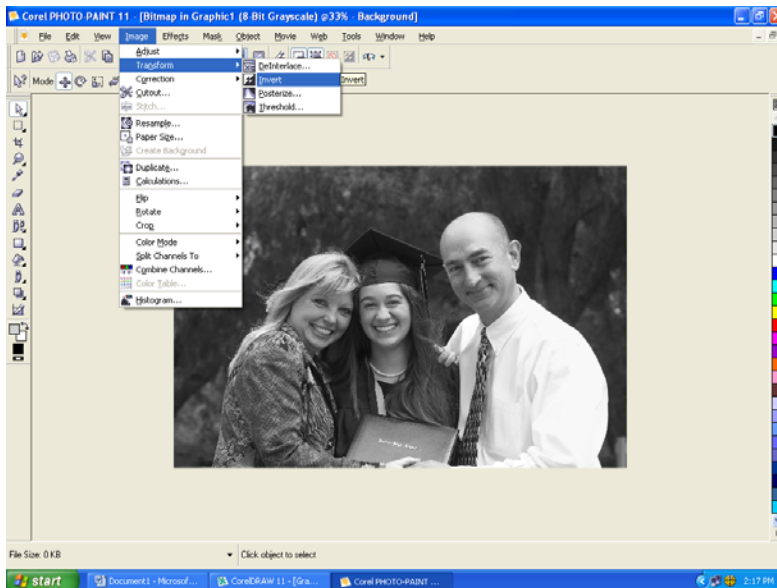 Corel PHOTO-PAINT 11 - [Bitmap in Graphic1 (8-Bit Grayscale) @33% - Background]
File Edit View Image Effects Mask Object Movie Web Tools Window Help
Mode
Adjust
Transform
Correction
Cutout...
Stitch...
Resample...
Paper Size...
Create Background
Duplicate...
Calculations...
Flip
Rotate
Crop
Color Mode
Split Channels To
Combine Channels...
Color Table...
Histogram...
DeInterlace...
Invert
Posterize...
Threshold...
Invert
File Size: 0 KB
Click object to select
start
Document1 - Microsof...
CorelDRAW 11 - [Gra...
Corel PHOTO-PAINT ...
2:17 PM